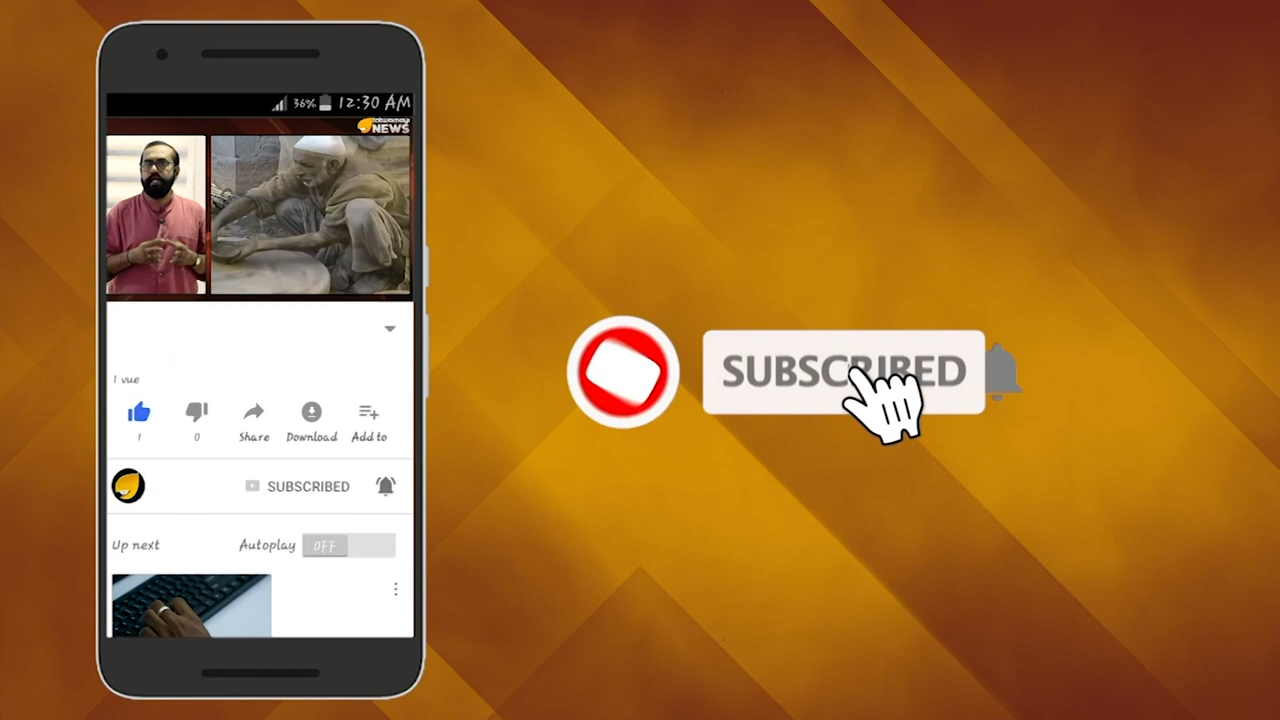 36% 12:30 AM
NEWS
1 vue
1 0 Share Download Add to
SUBSCRIBED
Up next Autoplay OFF
SUBSCRIBED